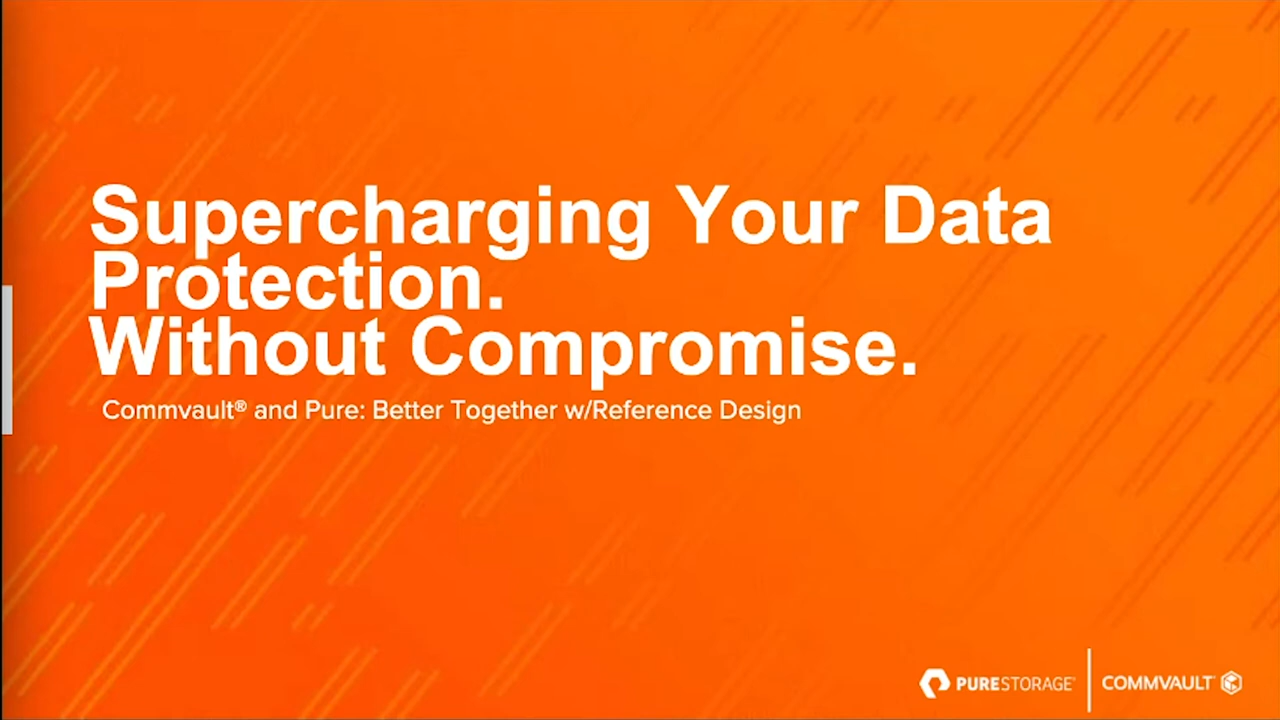 Supercharging Your Data
Protection.
Without Compromise.
Commvault® and Pure: Better Together w/Reference Design
PURESTORAGE® COMMVAULT